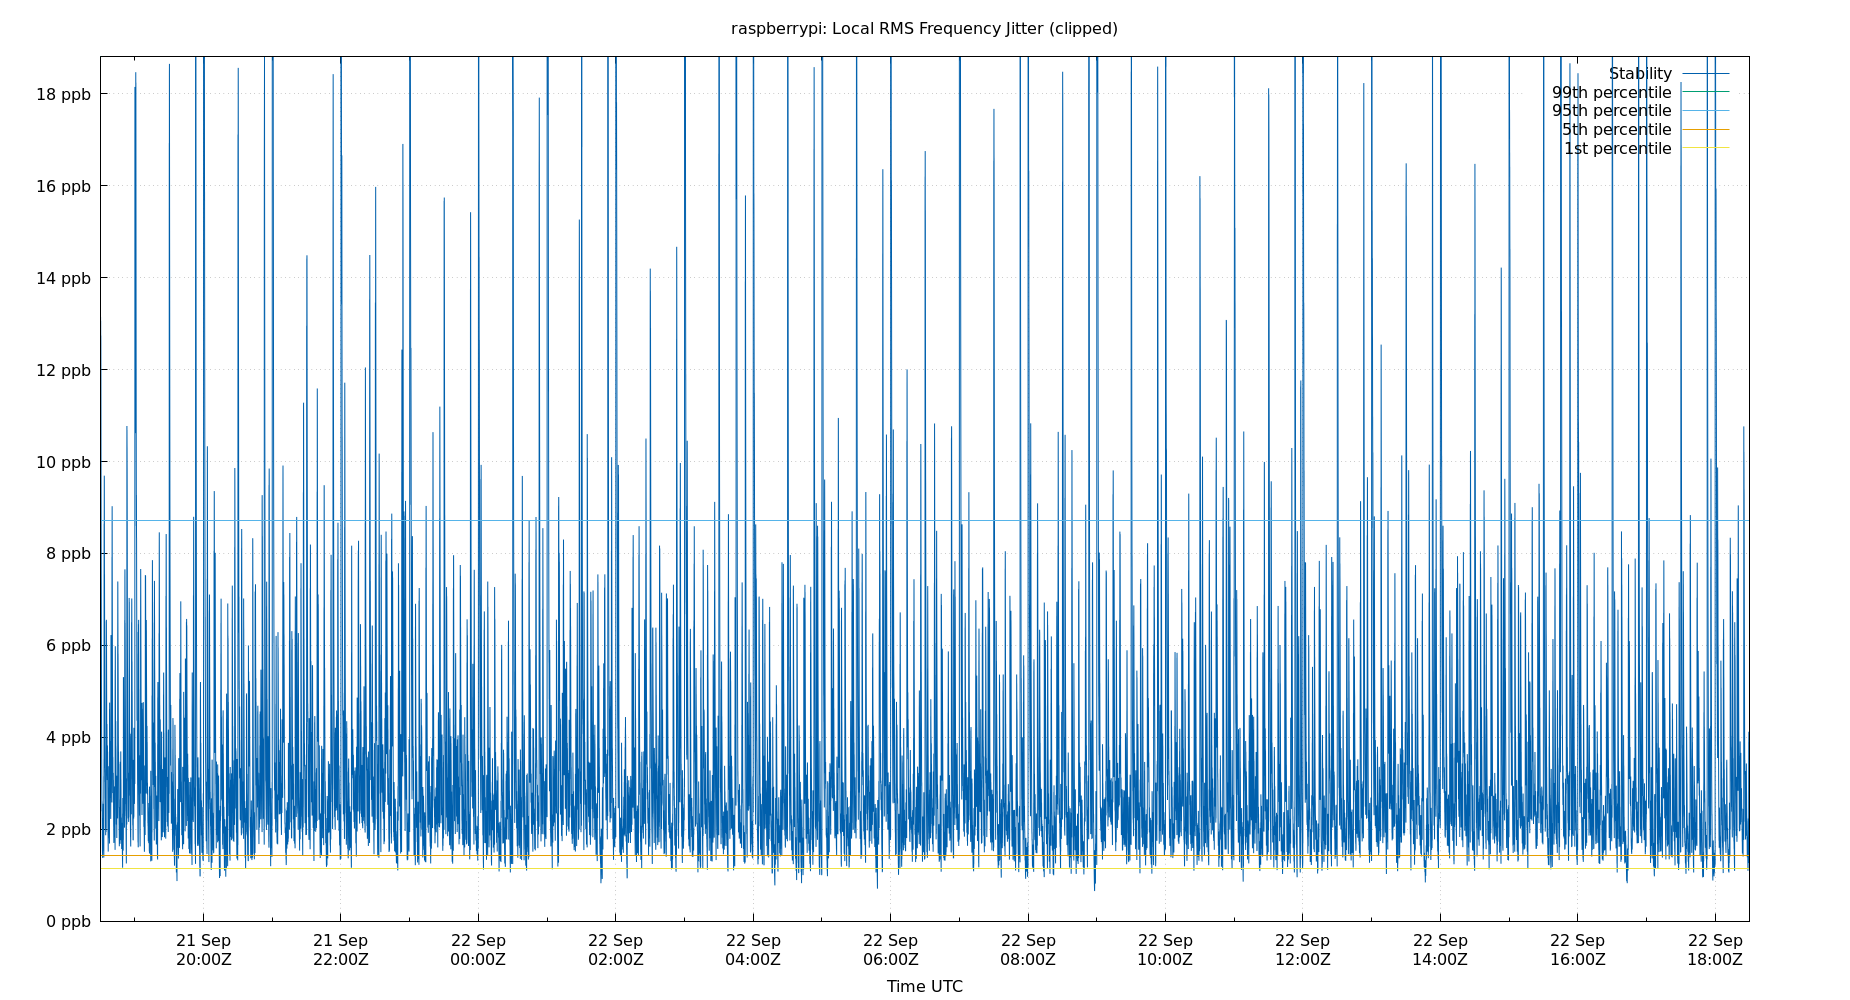 raspberrypi: Local RMS Frequency Jitter (clipped)
Stability
99th percentile
95th percentile
5th percentile
1st percentile
18 ppb
16 ppb
14 ppb
12 ppb
10 ppb
8 ppb
6 ppb
4 ppb
2 ppb
0 ppb
21 Sep 21 Sep 22 Sep 22 Sep 22 Sep 22 Sep 22 Sep 22 Sep 22 Sep 22 Sep 22 Sep 22 Sep
20:00Z 22:00Z 00:00Z 02:00Z 04:00Z 06:00Z 08:00Z 10:00Z 12:00Z 14:00Z 16:00Z 18:00Z
Time UTC